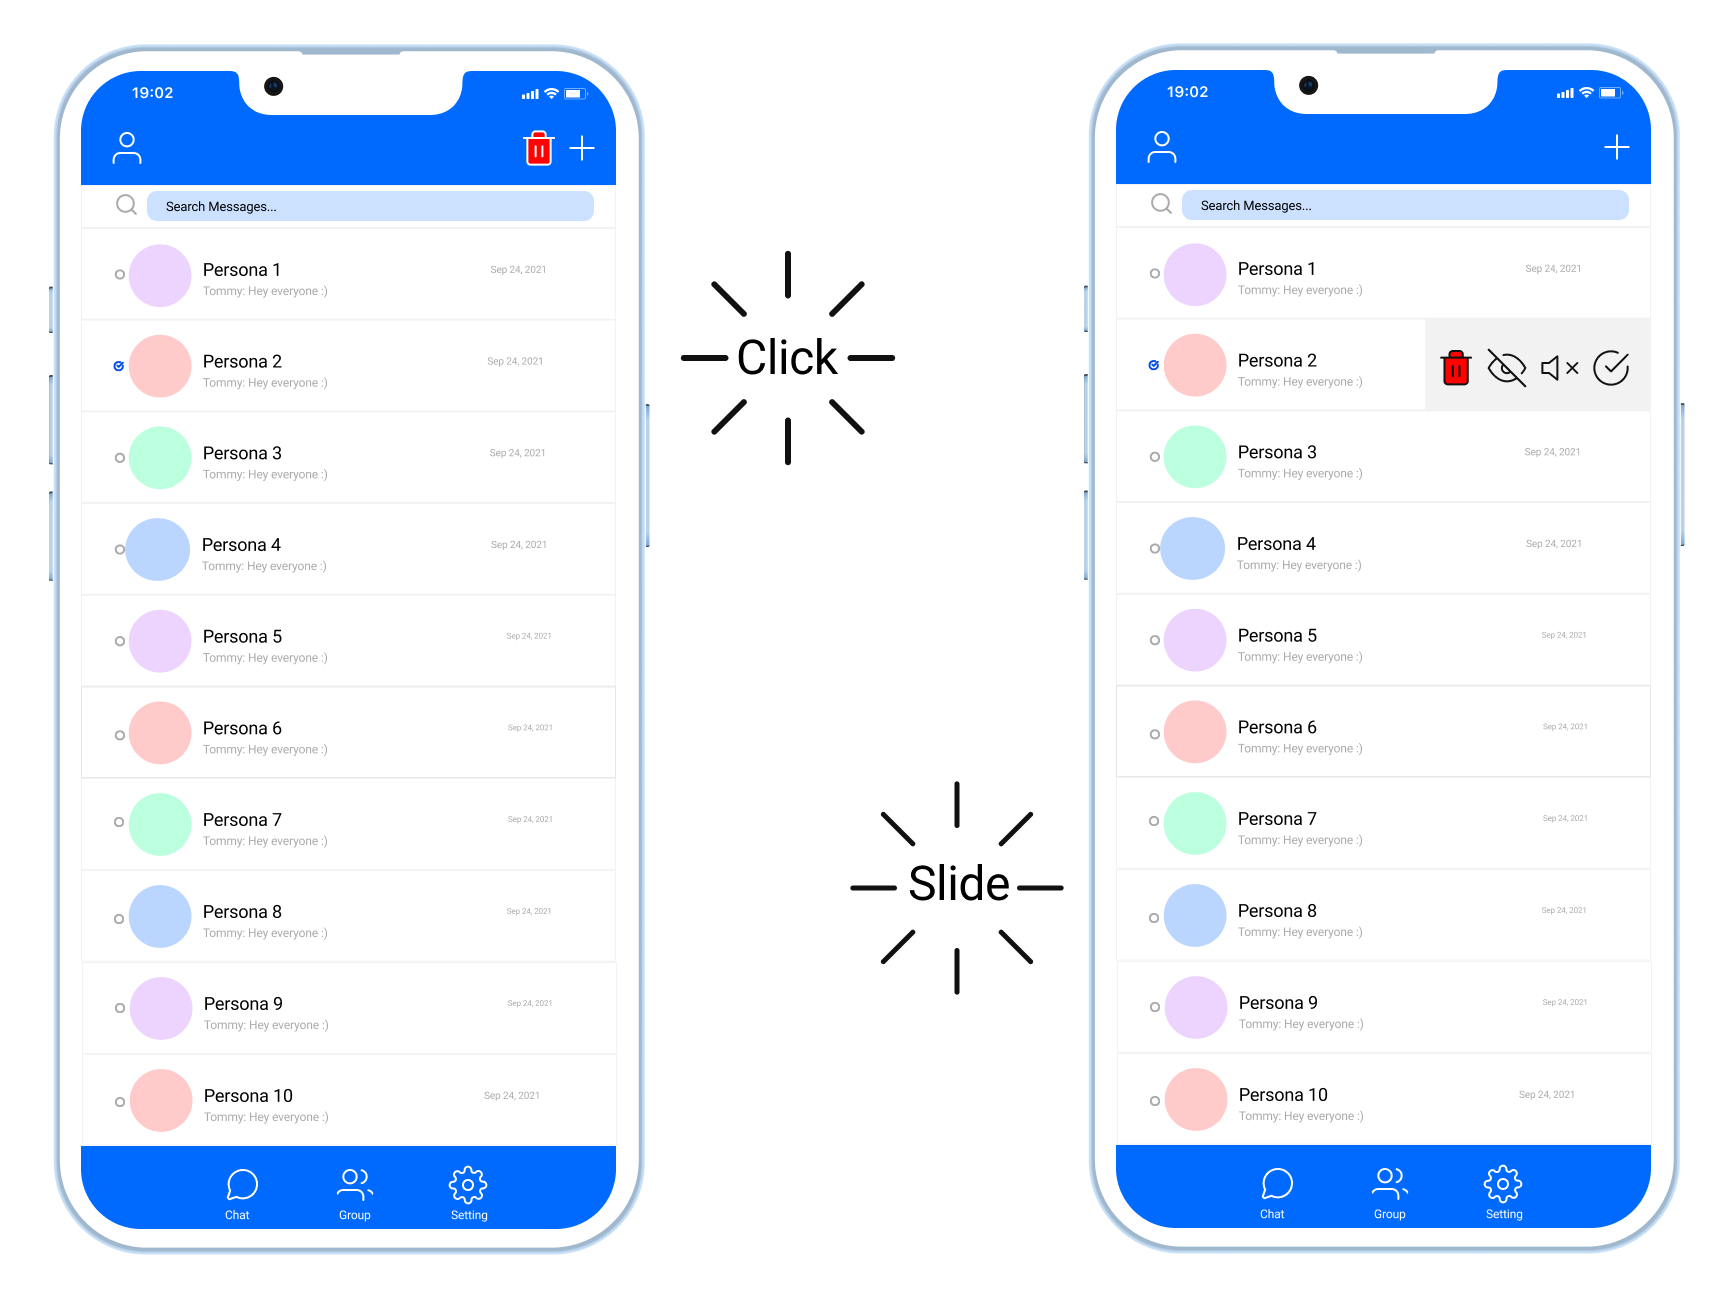 19:02
Search Messages...
Persona 1
Sep 24, 2021
Tommy: Hey everyone :)
Persona 2
Sep 24, 2021
Tommy: Hey everyone :)
Persona 3
Sep 24, 2021
Tommy: Hey everyone :)
Persona 4
Sep 24, 2021
Tommy: Hey everyone :)
Persona 5
Sep 24, 2021
Tommy: Hey everyone :)
Persona 6
Sep 24, 2021
Tommy: Hey everyone :)
Persona 7
Sep 24, 2021
Tommy: Hey everyone :)
Persona 8
Sep 24, 2021
Tommy: Hey everyone :)
Persona 9
Sep 24, 2021
Tommy: Hey everyone :)
Persona 10
Sep 24, 2021
Tommy: Hey everyone :)
Chat
Group
Setting
Click
Slide
19:02
Search Messages...
Persona 1
Sep 24, 2021
Tommy: Hey everyone :)
Persona 2
Tommy: Hey everyone :)
Persona 3
Sep 24, 2021
Tommy: Hey everyone :)
Persona 4
Sep 24, 2021
Tommy: Hey everyone :)
Persona 5
Sep 24, 2021
Tommy: Hey everyone :)
Persona 6
Sep 24, 2021
Tommy: Hey everyone :)
Persona 7
Sep 24, 2021
Tommy: Hey everyone :)
Persona 8
Sep 24, 2021
Tommy: Hey everyone :)
Persona 9
Sep 24, 2021
Tommy: Hey everyone :)
Persona 10
Sep 24, 2021
Tommy: Hey everyone :)
Chat
Group
Setting